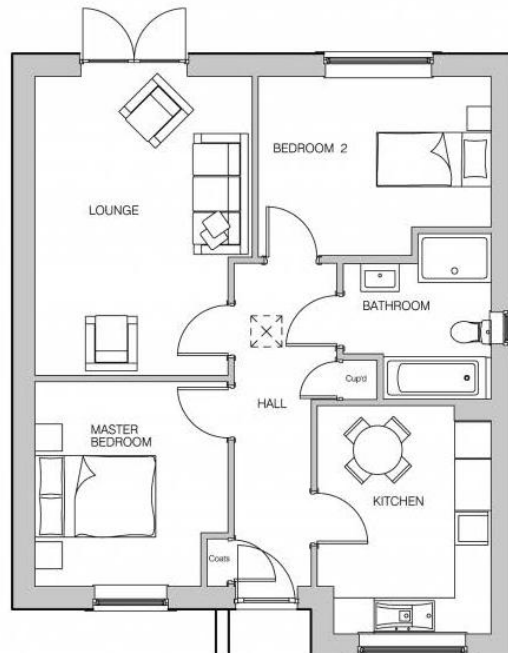 BEDROOM 2
LOUNGE
BATHROOM
Cup'd
HALL
MASTER
BEDROOM
KITCHEN
Coats